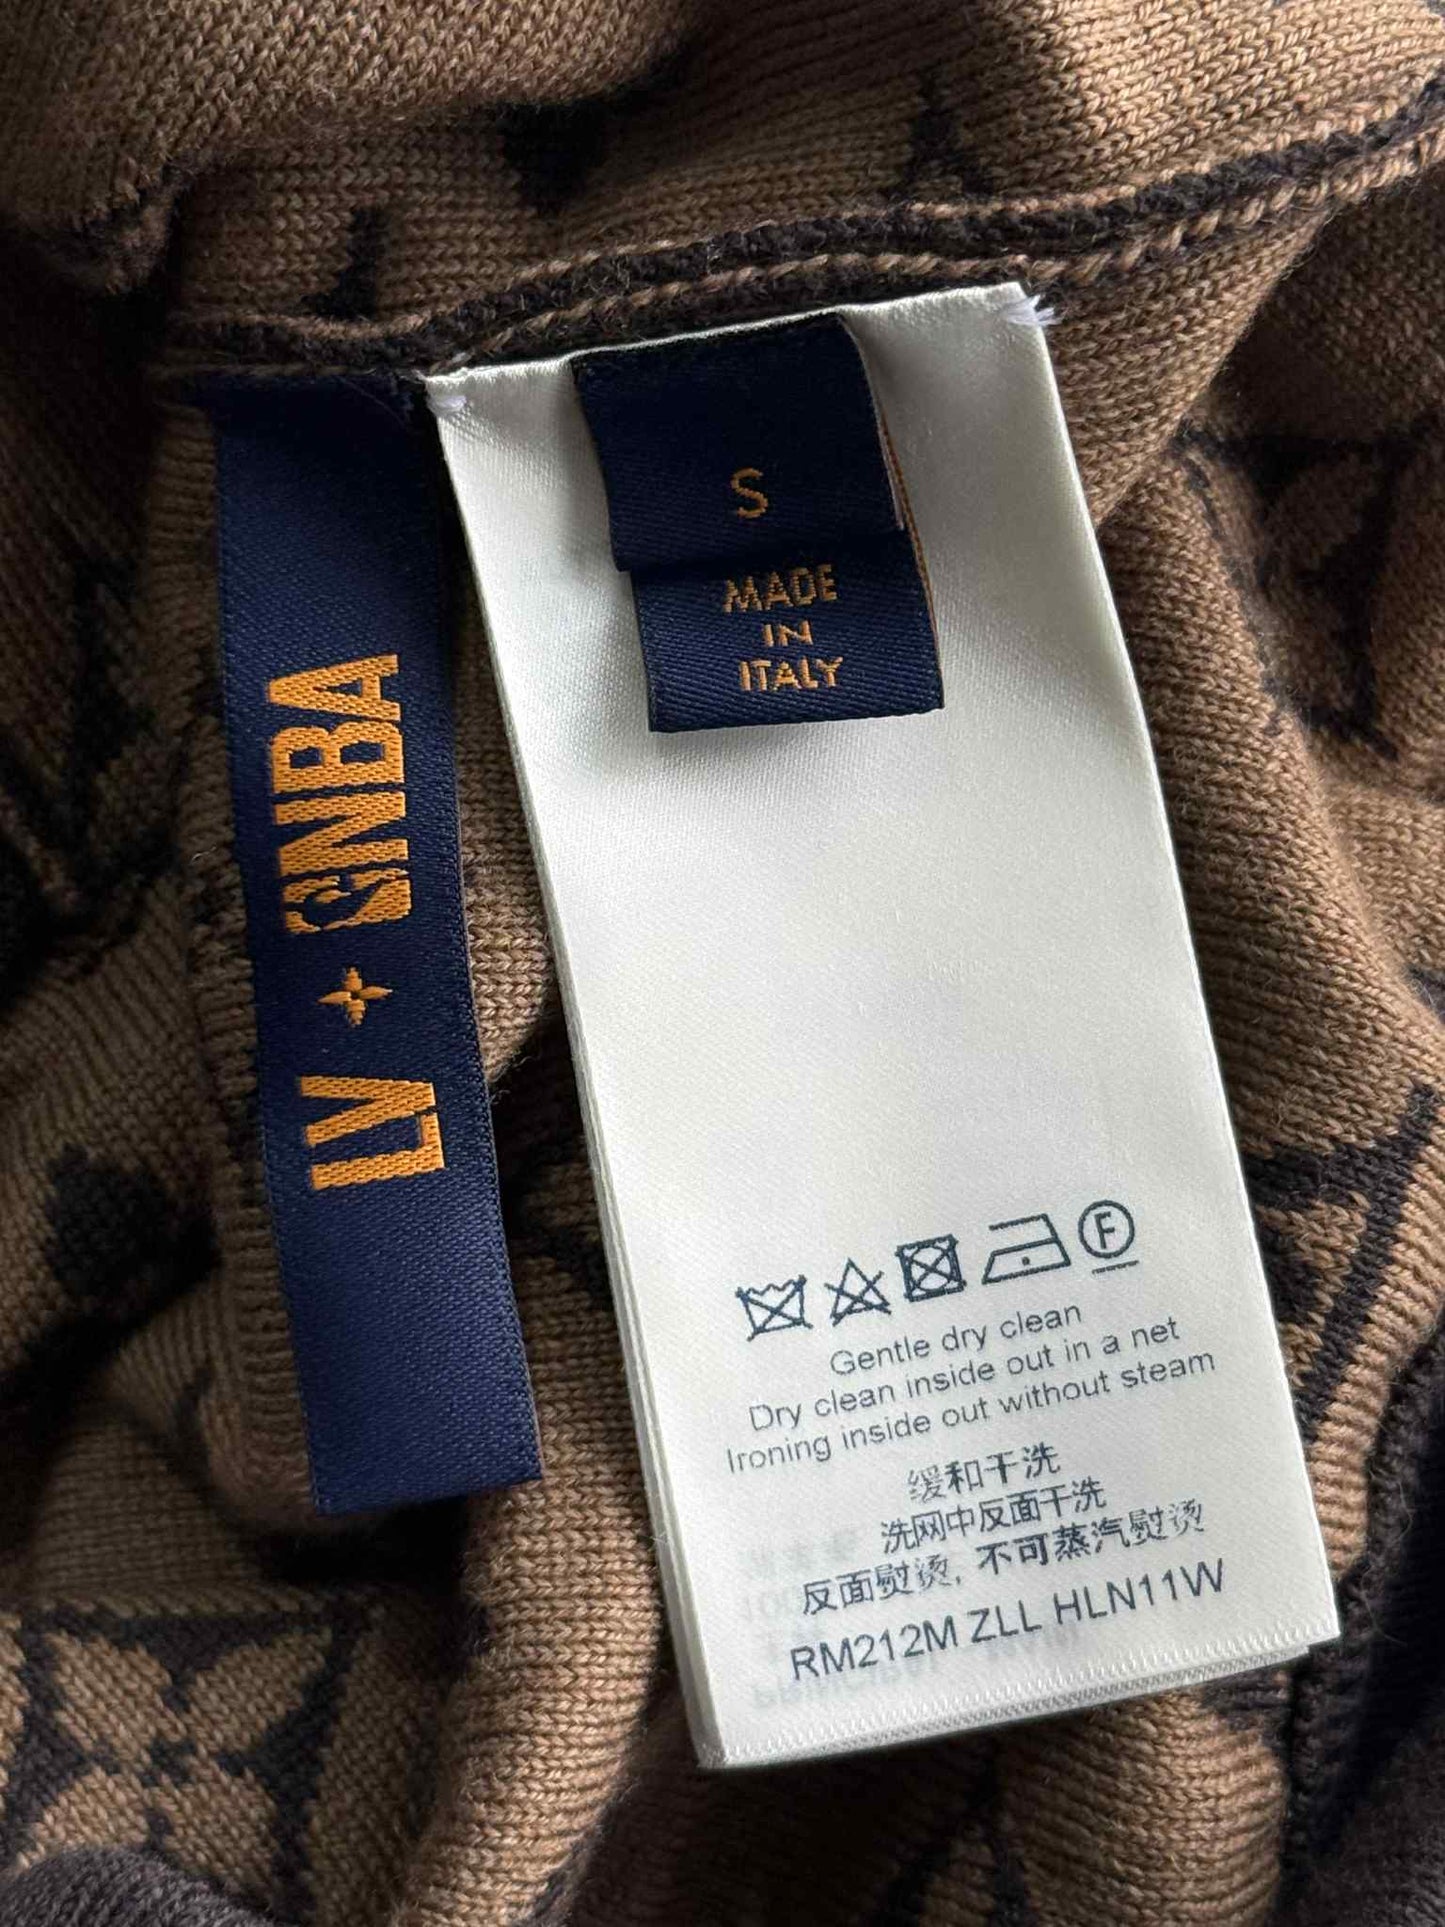 LV NBA
S
MADE
IN
ITALY
F
Gentle dry clean
Dry clean inside out in a net
Ironing inside out without steam
缓和干洗
洗网中反面干洗
反面熨烫, 不可蒸汽熨烫
RM212M ZLL HLN11W